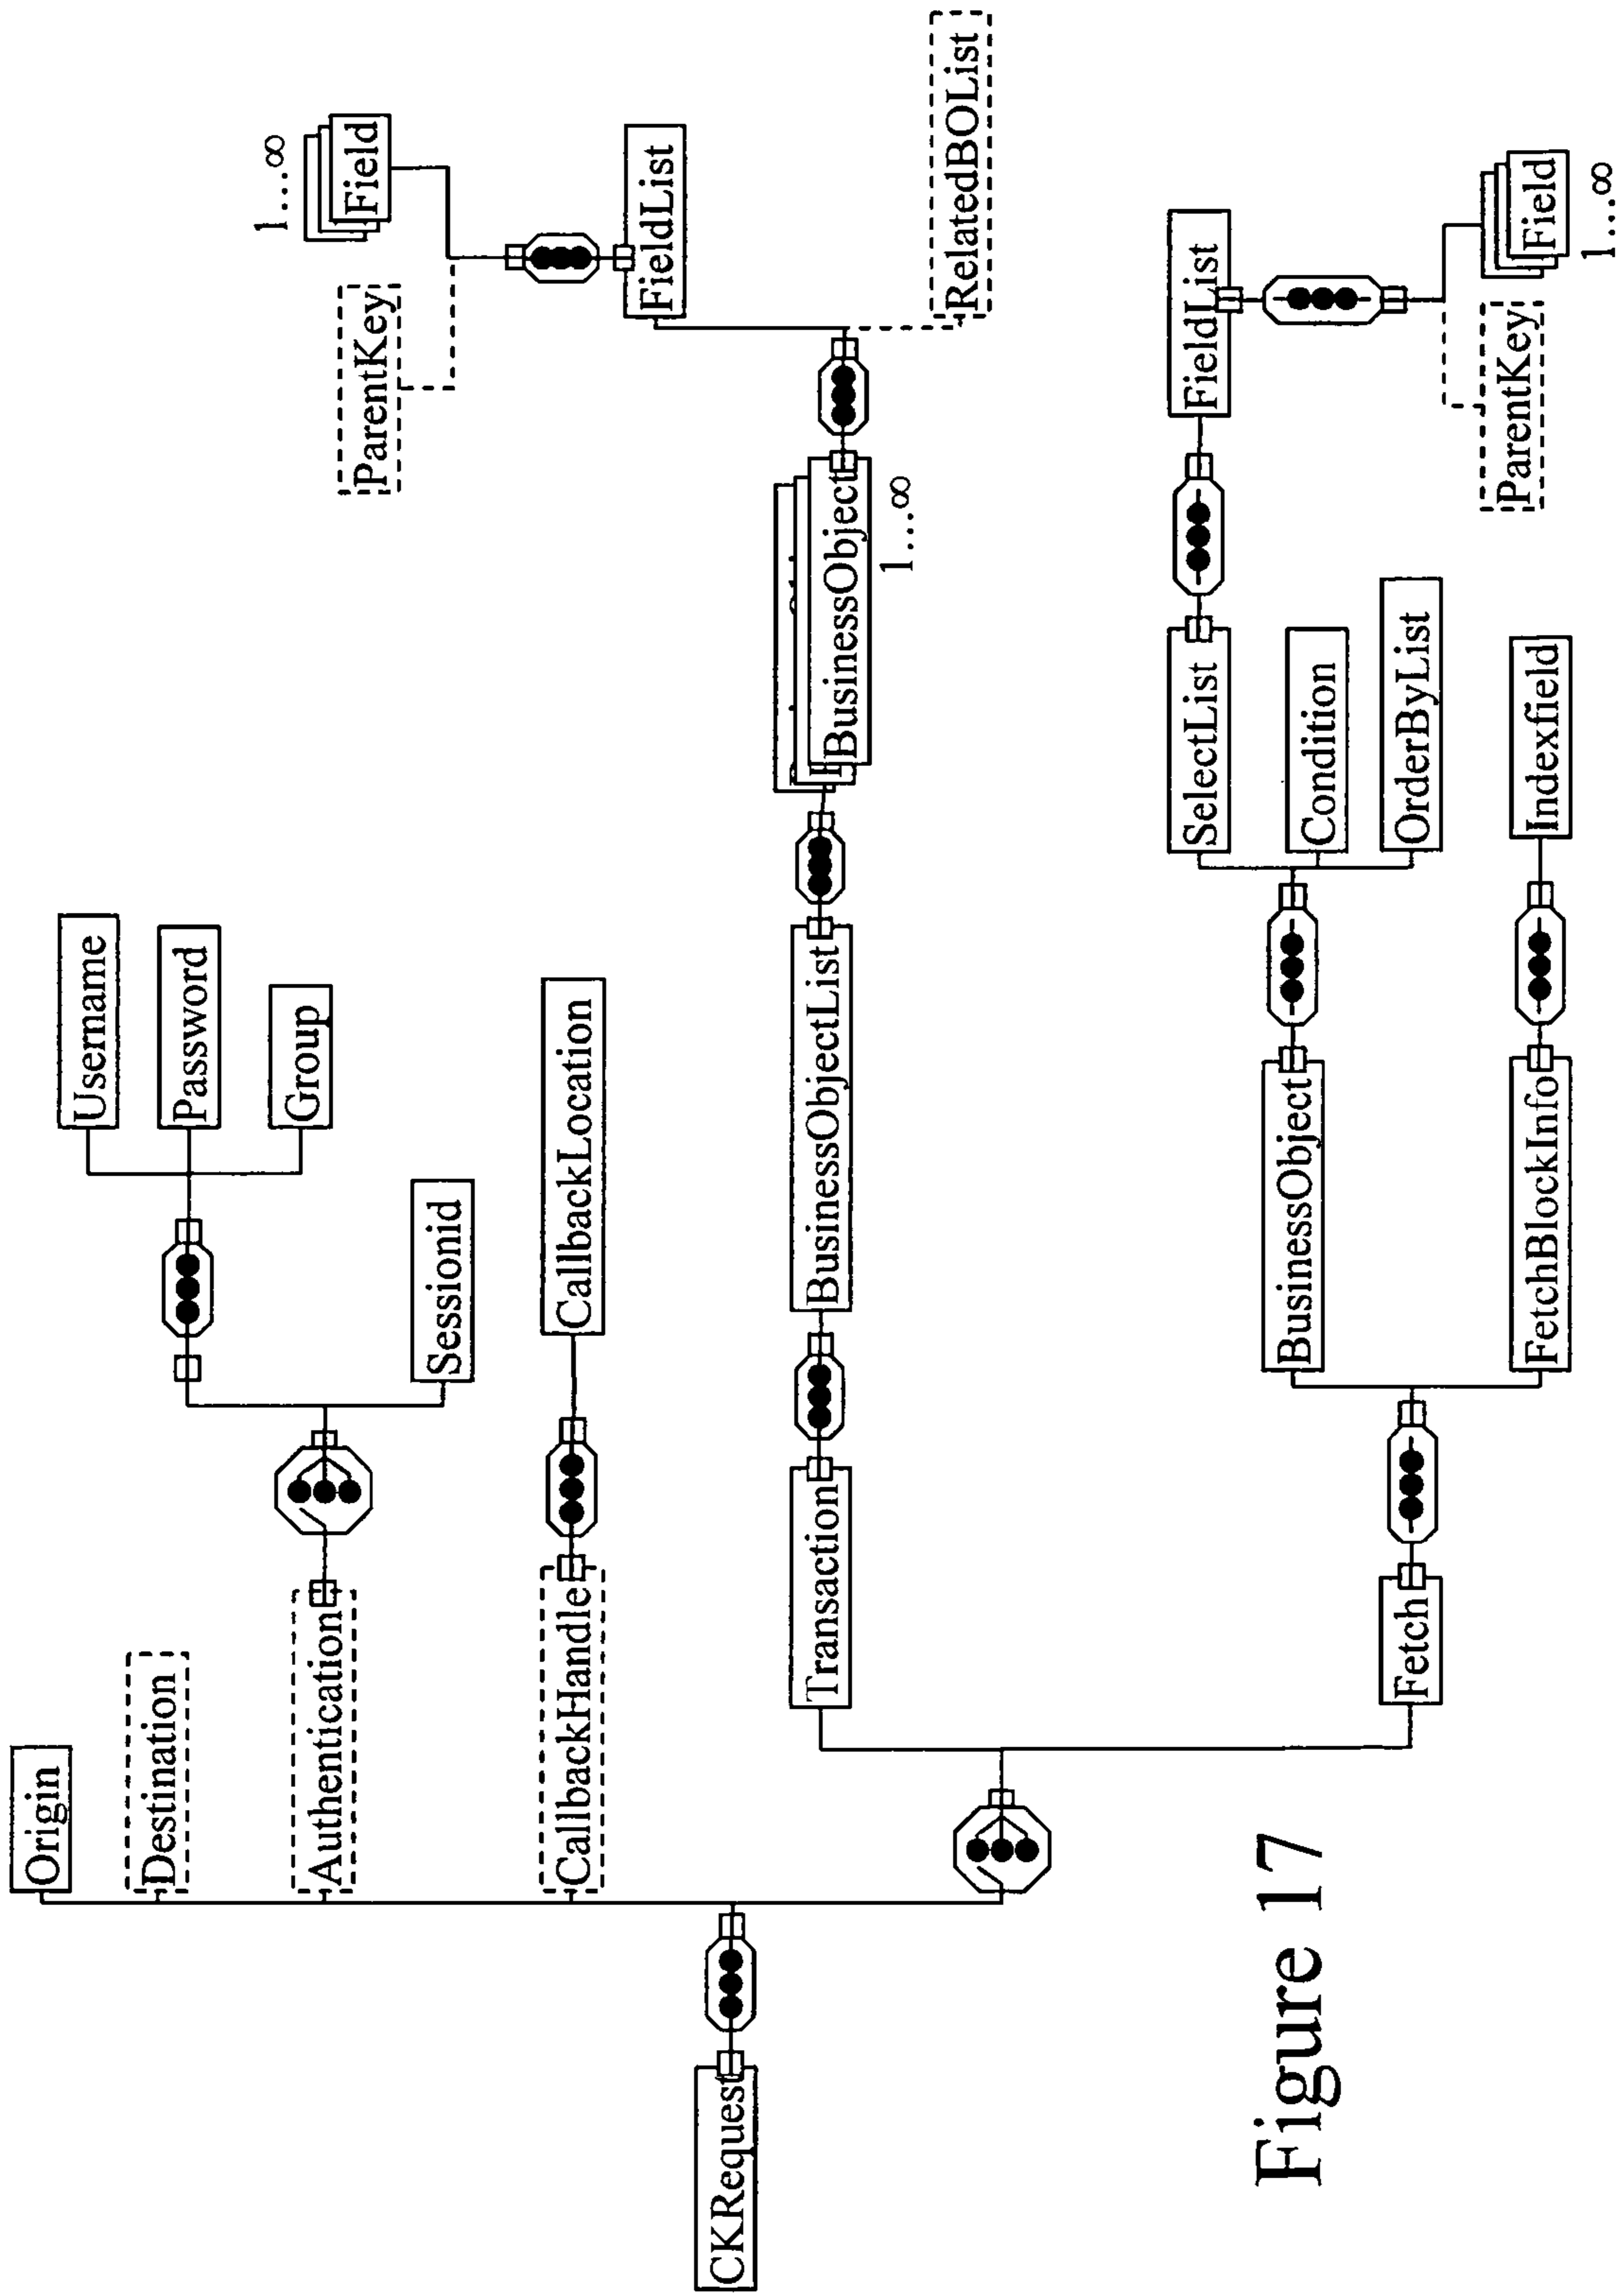 CKRequest
Origin
Destination
Authentication
Username
Password
Group
Sessionid
CallbackHandle
CallbackLocation
Transaction
BusinessObjectList
BusinessObject
1...∞
FieldList
ParentKey
Field
1...∞
RelatedBOList
Fetch
BusinessObject
SelectList
FieldList
ParentKey
Field
1...∞
Condition
OrderByList
FetchBlockInfo
Indexfield
Figure 17